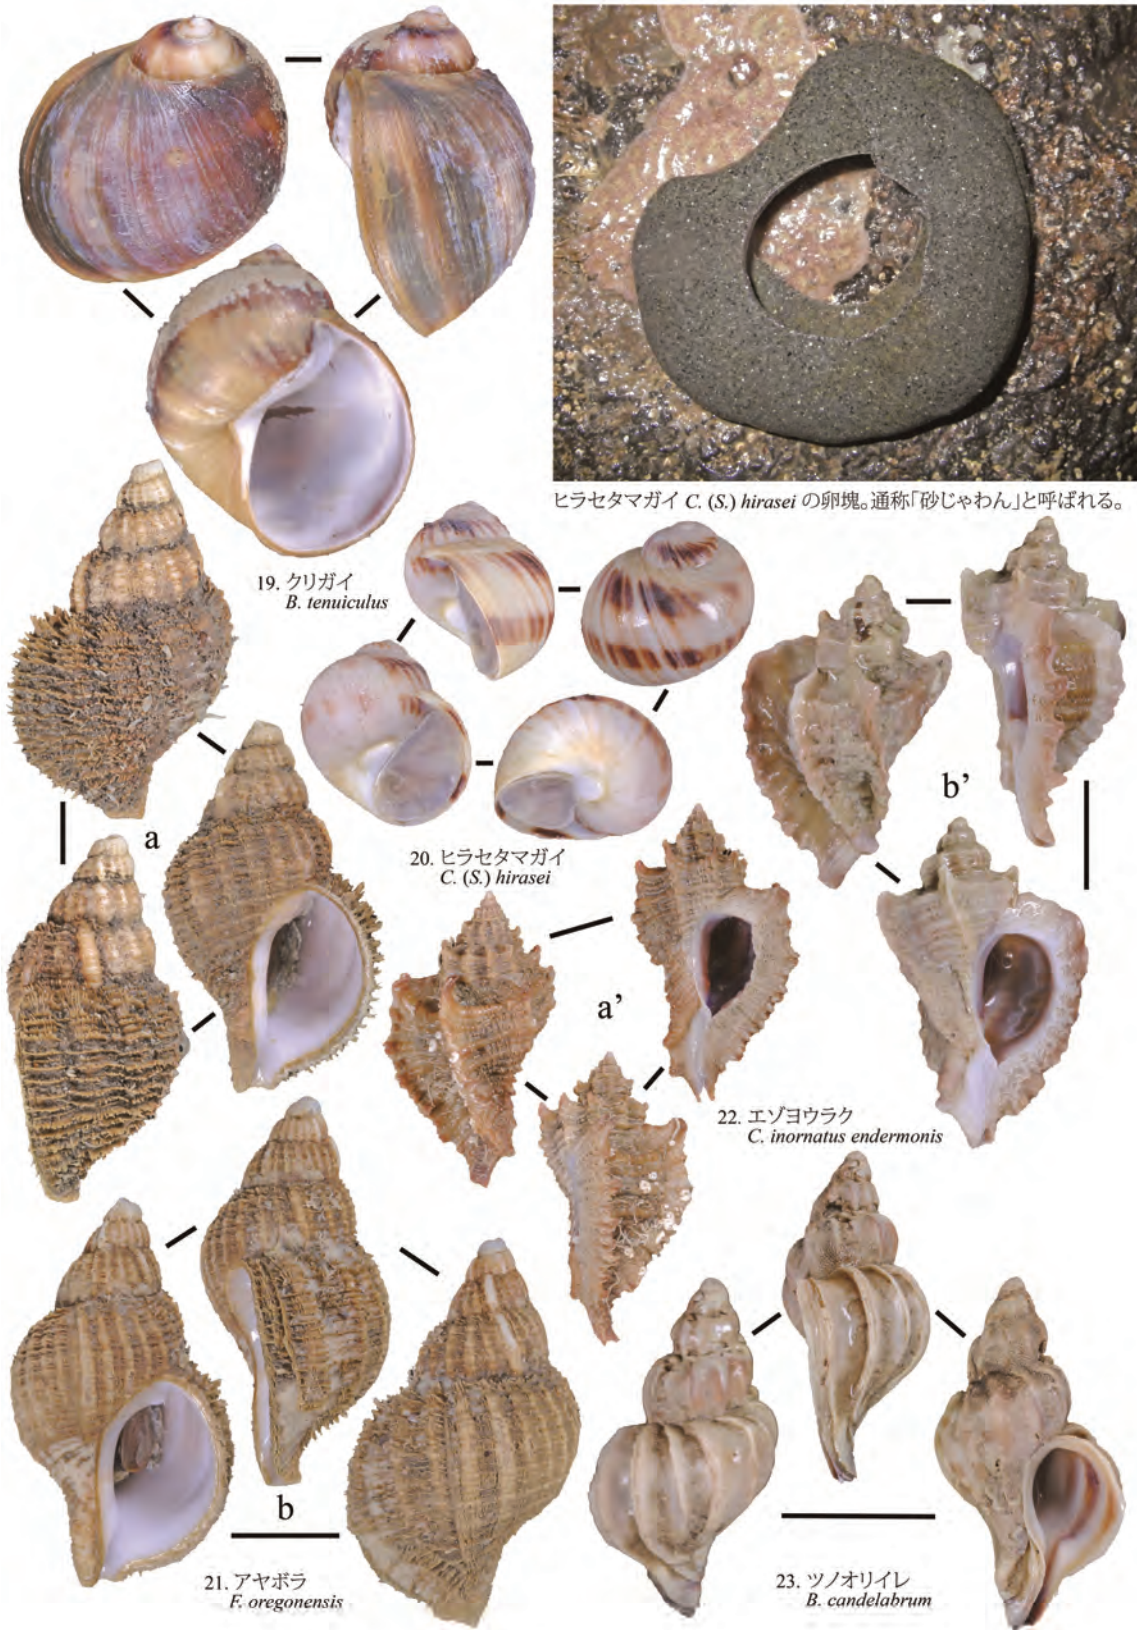 ヒラセタマガイ C. (S.) hirasei の卵塊。通称「砂じゃわん」と呼ばれる。
19. クリガイ
B. tenuiculus
b’
a
20. ヒラセタマガイ
C. (S.) hirasei
a’
22. エゾヨウラク
C. inornatus endermonis
b
21. アヤボラ
F. oregonensis
23. ツノオリイレ
B. candelabrum